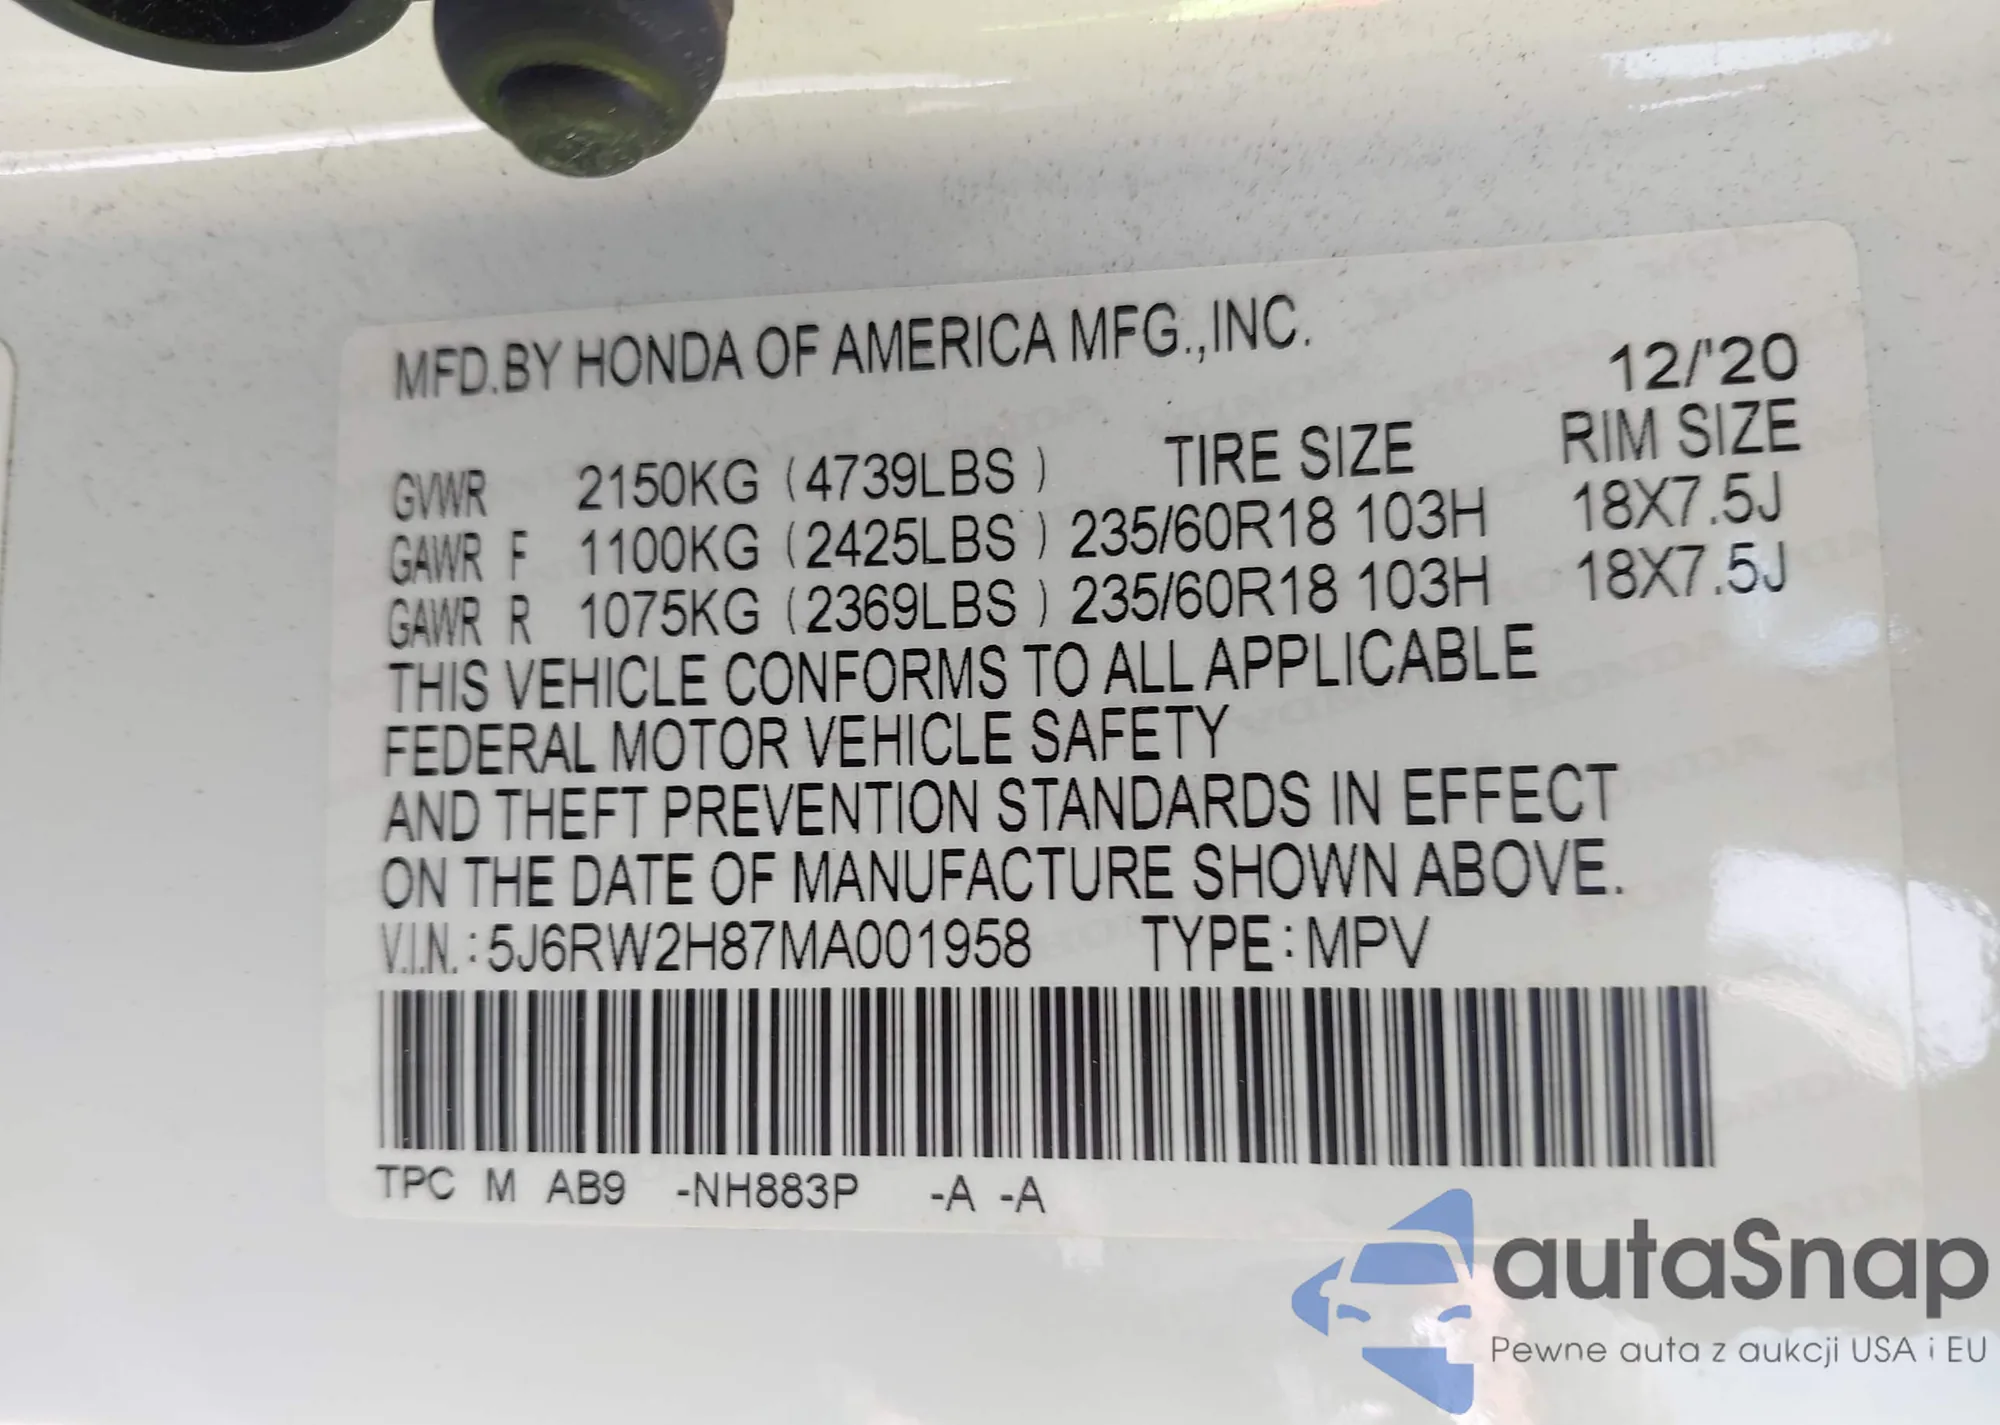 MFD.BY HONDA OF AMERICA MFG.,INC.
12/'20
GVWR 2150KG (4739LBS) TIRE SIZE RIM SIZE
GAWR F 1100KG (2425LBS) 235/60R18 103H 18X7.5J
GAWR R 1075KG (2369LBS) 235/60R18 103H 18X7.5J
THIS VEHICLE CONFORMS TO ALL APPLICABLE
FEDERAL MOTOR VEHICLE SAFETY
AND THEFT PREVENTION STANDARDS IN EFFECT
ON THE DATE OF MANUFACTURE SHOWN ABOVE.
V.I.N.: 5J6RW2H87MA001958 TYPE: MPV
TPC M AB9 -NH883P -A -A
autaSnap
Pewne auta z aukcji USA i EU